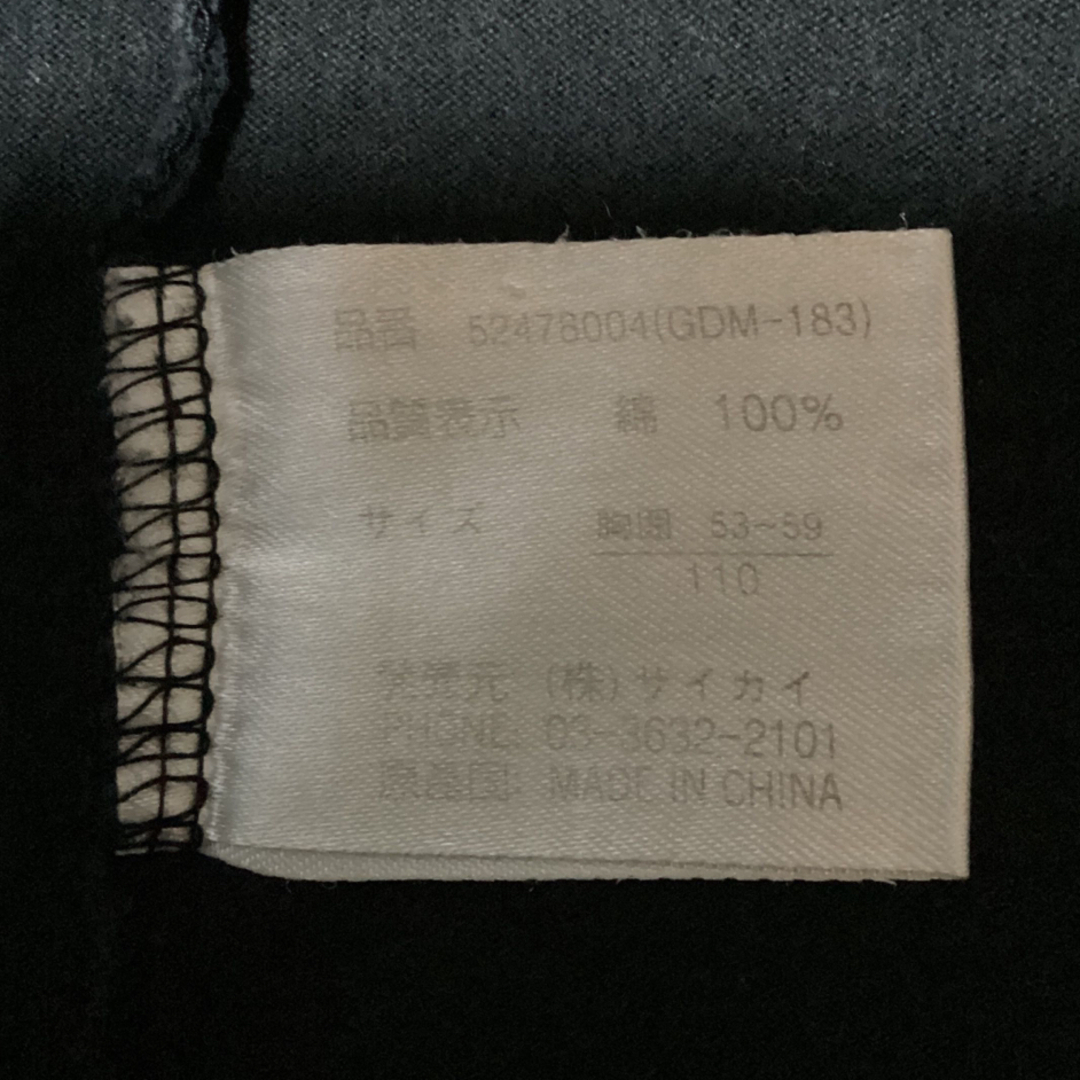 品番 52478004(GDM-183)
品質表示 綿 100%
サイズ 胸囲 53~59
110
発売元 (株)サイカイ
PHONE: 03-3632-2101
原産国: MADE IN CHINA